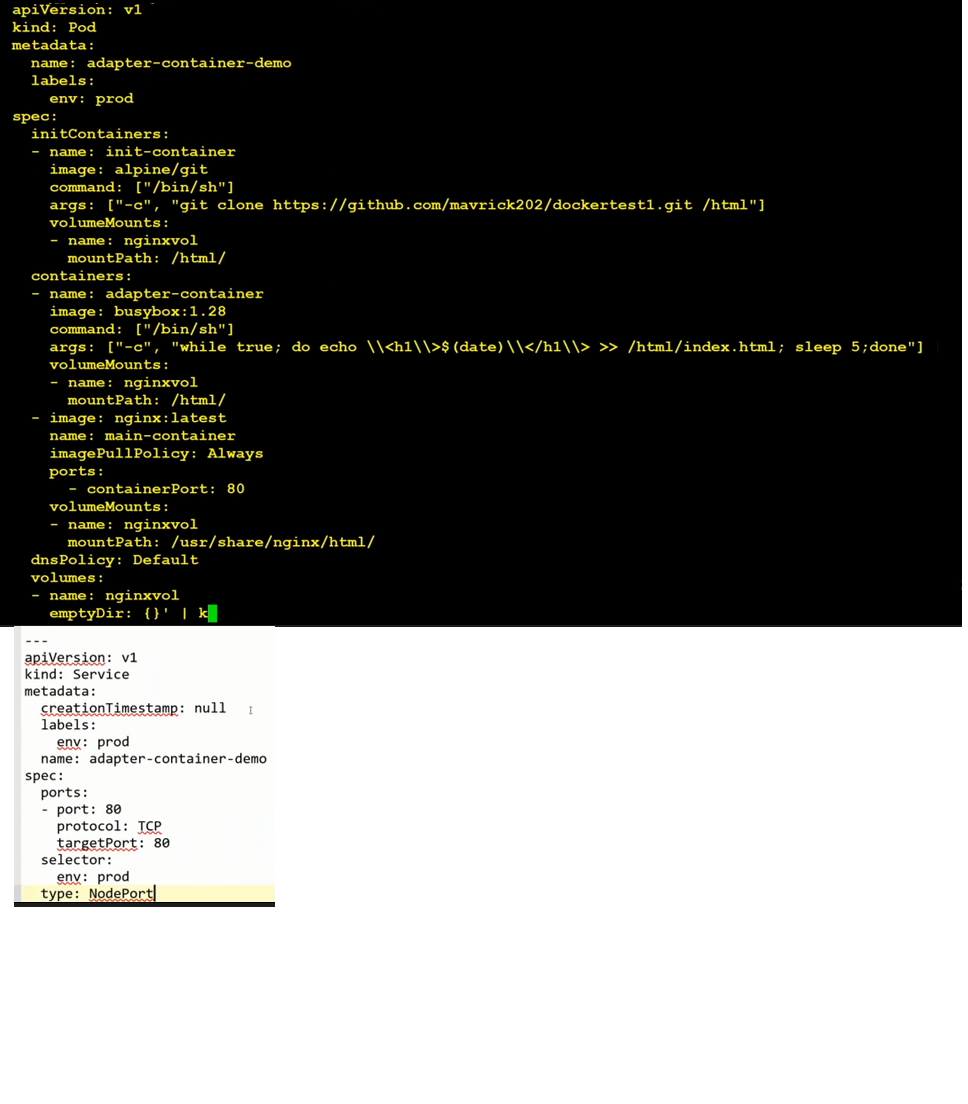 apiVersion: v1
kind: Pod
metadata:
  name: adapter-container-demo
  labels:
    env: prod
spec:
  initContainers:
  - name: init-container
    image: alpine/git
    command: ["/bin/sh"]
    args: ["-c", "git clone https://github.com/mavrick202/dockertest1.git /html"]
    volumeMounts:
    - name: nginxvol
      mountPath: /html/
  containers:
  - name: adapter-container
    image: busybox:1.28
    command: ["/bin/sh"]
    args: ["-c", "while true; do echo \\<h1\\>$(date)\\</h1\\> >> /html/index.html; sleep 5;done"]
    volumeMounts:
    - name: nginxvol
      mountPath: /html/
  - image: nginx:latest
    name: main-container
    imagePullPolicy: Always
    ports:
      - containerPort: 80
    volumeMounts:
    - name: nginxvol
      mountPath: /usr/share/nginx/html/
  dnsPolicy: Default
  volumes:
  - name: nginxvol
    emptyDir: {}' | k
---
apiVersion: v1
kind: Service
metadata:
  creationTimestamp: null
  labels:
    env: prod
  name: adapter-container-demo
spec:
  ports:
  - port: 80
    protocol: TCP
    targetPort: 80
  selector:
    env: prod
  type: NodePort